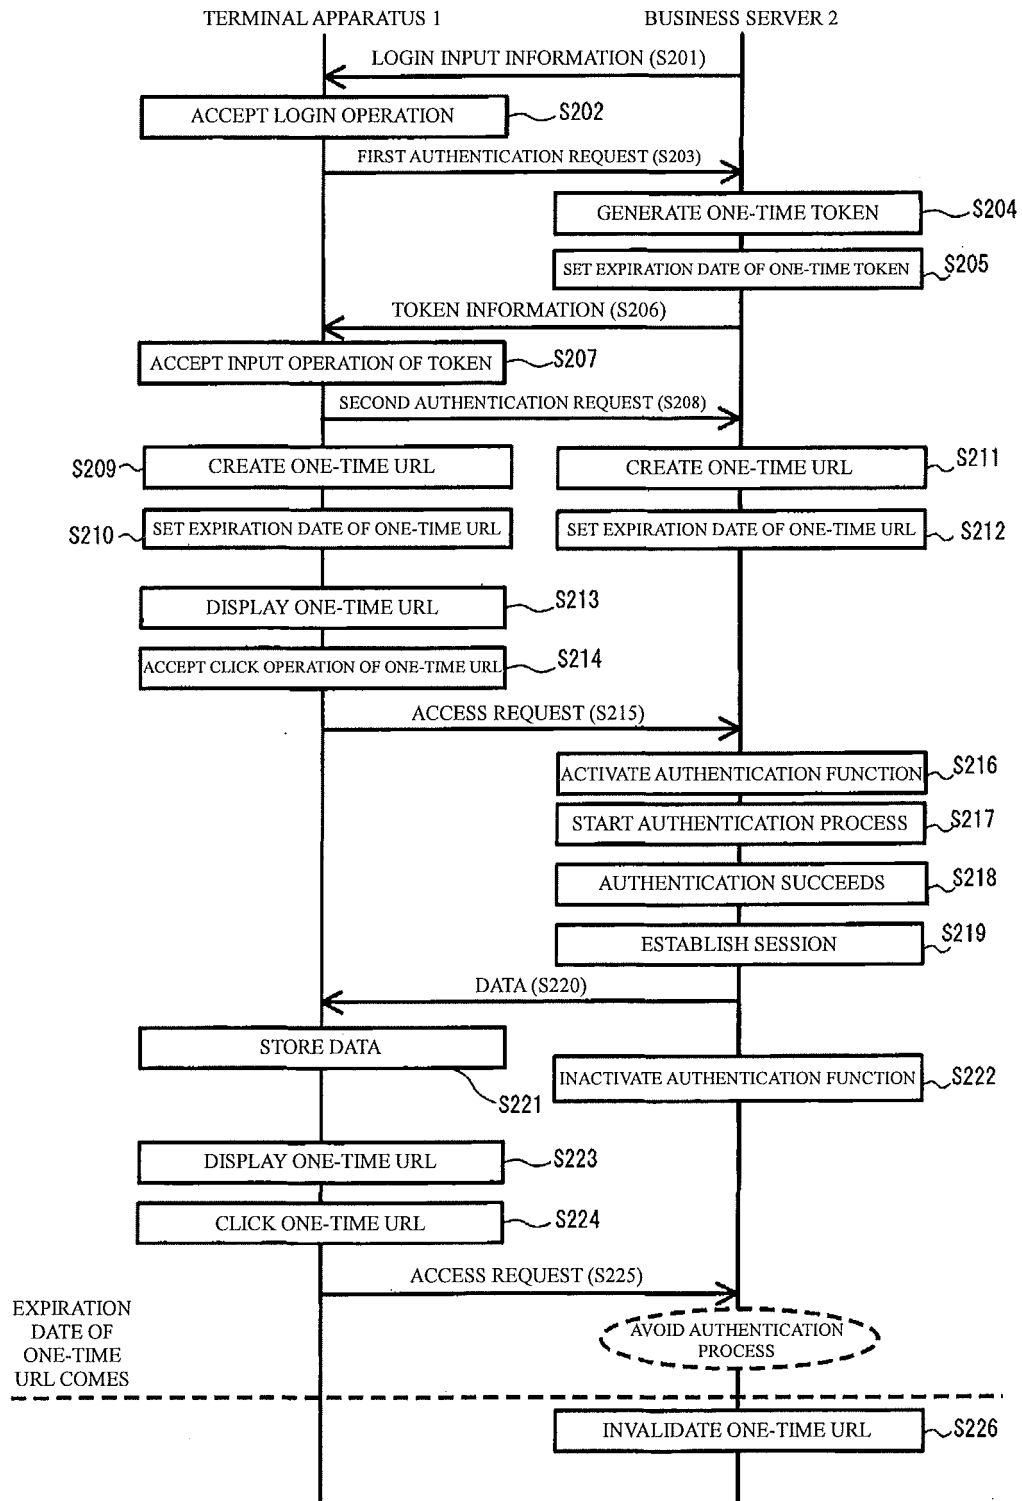 TERMINAL APPARATUS 1
BUSINESS SERVER 2
LOGIN INPUT INFORMATION (S201)
ACCEPT LOGIN OPERATION
S202
FIRST AUTHENTICATION REQUEST (S203)
GENERATE ONE-TIME TOKEN
S204
SET EXPIRATION DATE OF ONE-TIME TOKEN
S205
TOKEN INFORMATION (S206)
ACCEPT INPUT OPERATION OF TOKEN
S207
SECOND AUTHENTICATION REQUEST (S208)
S209
CREATE ONE-TIME URL
CREATE ONE-TIME URL
S211
S210
SET EXPIRATION DATE OF ONE-TIME URL
SET EXPIRATION DATE OF ONE-TIME URL
S212
DISPLAY ONE-TIME URL
S213
ACCEPT CLICK OPERATION OF ONE-TIME URL
S214
ACCESS REQUEST (S215)
ACTIVATE AUTHENTICATION FUNCTION
S216
START AUTHENTICATION PROCESS
S217
AUTHENTICATION SUCCEEDS
S218
ESTABLISH SESSION
S219
DATA (S220)
STORE DATA
S221
INACTIVATE AUTHENTICATION FUNCTION
S222
DISPLAY ONE-TIME URL
S223
CLICK ONE-TIME URL
S224
ACCESS REQUEST (S225)
AVOID AUTHENTICATION
PROCESS
EXPIRATION
DATE OF
ONE-TIME
URL COMES
INVALIDATE ONE-TIME URL
S226